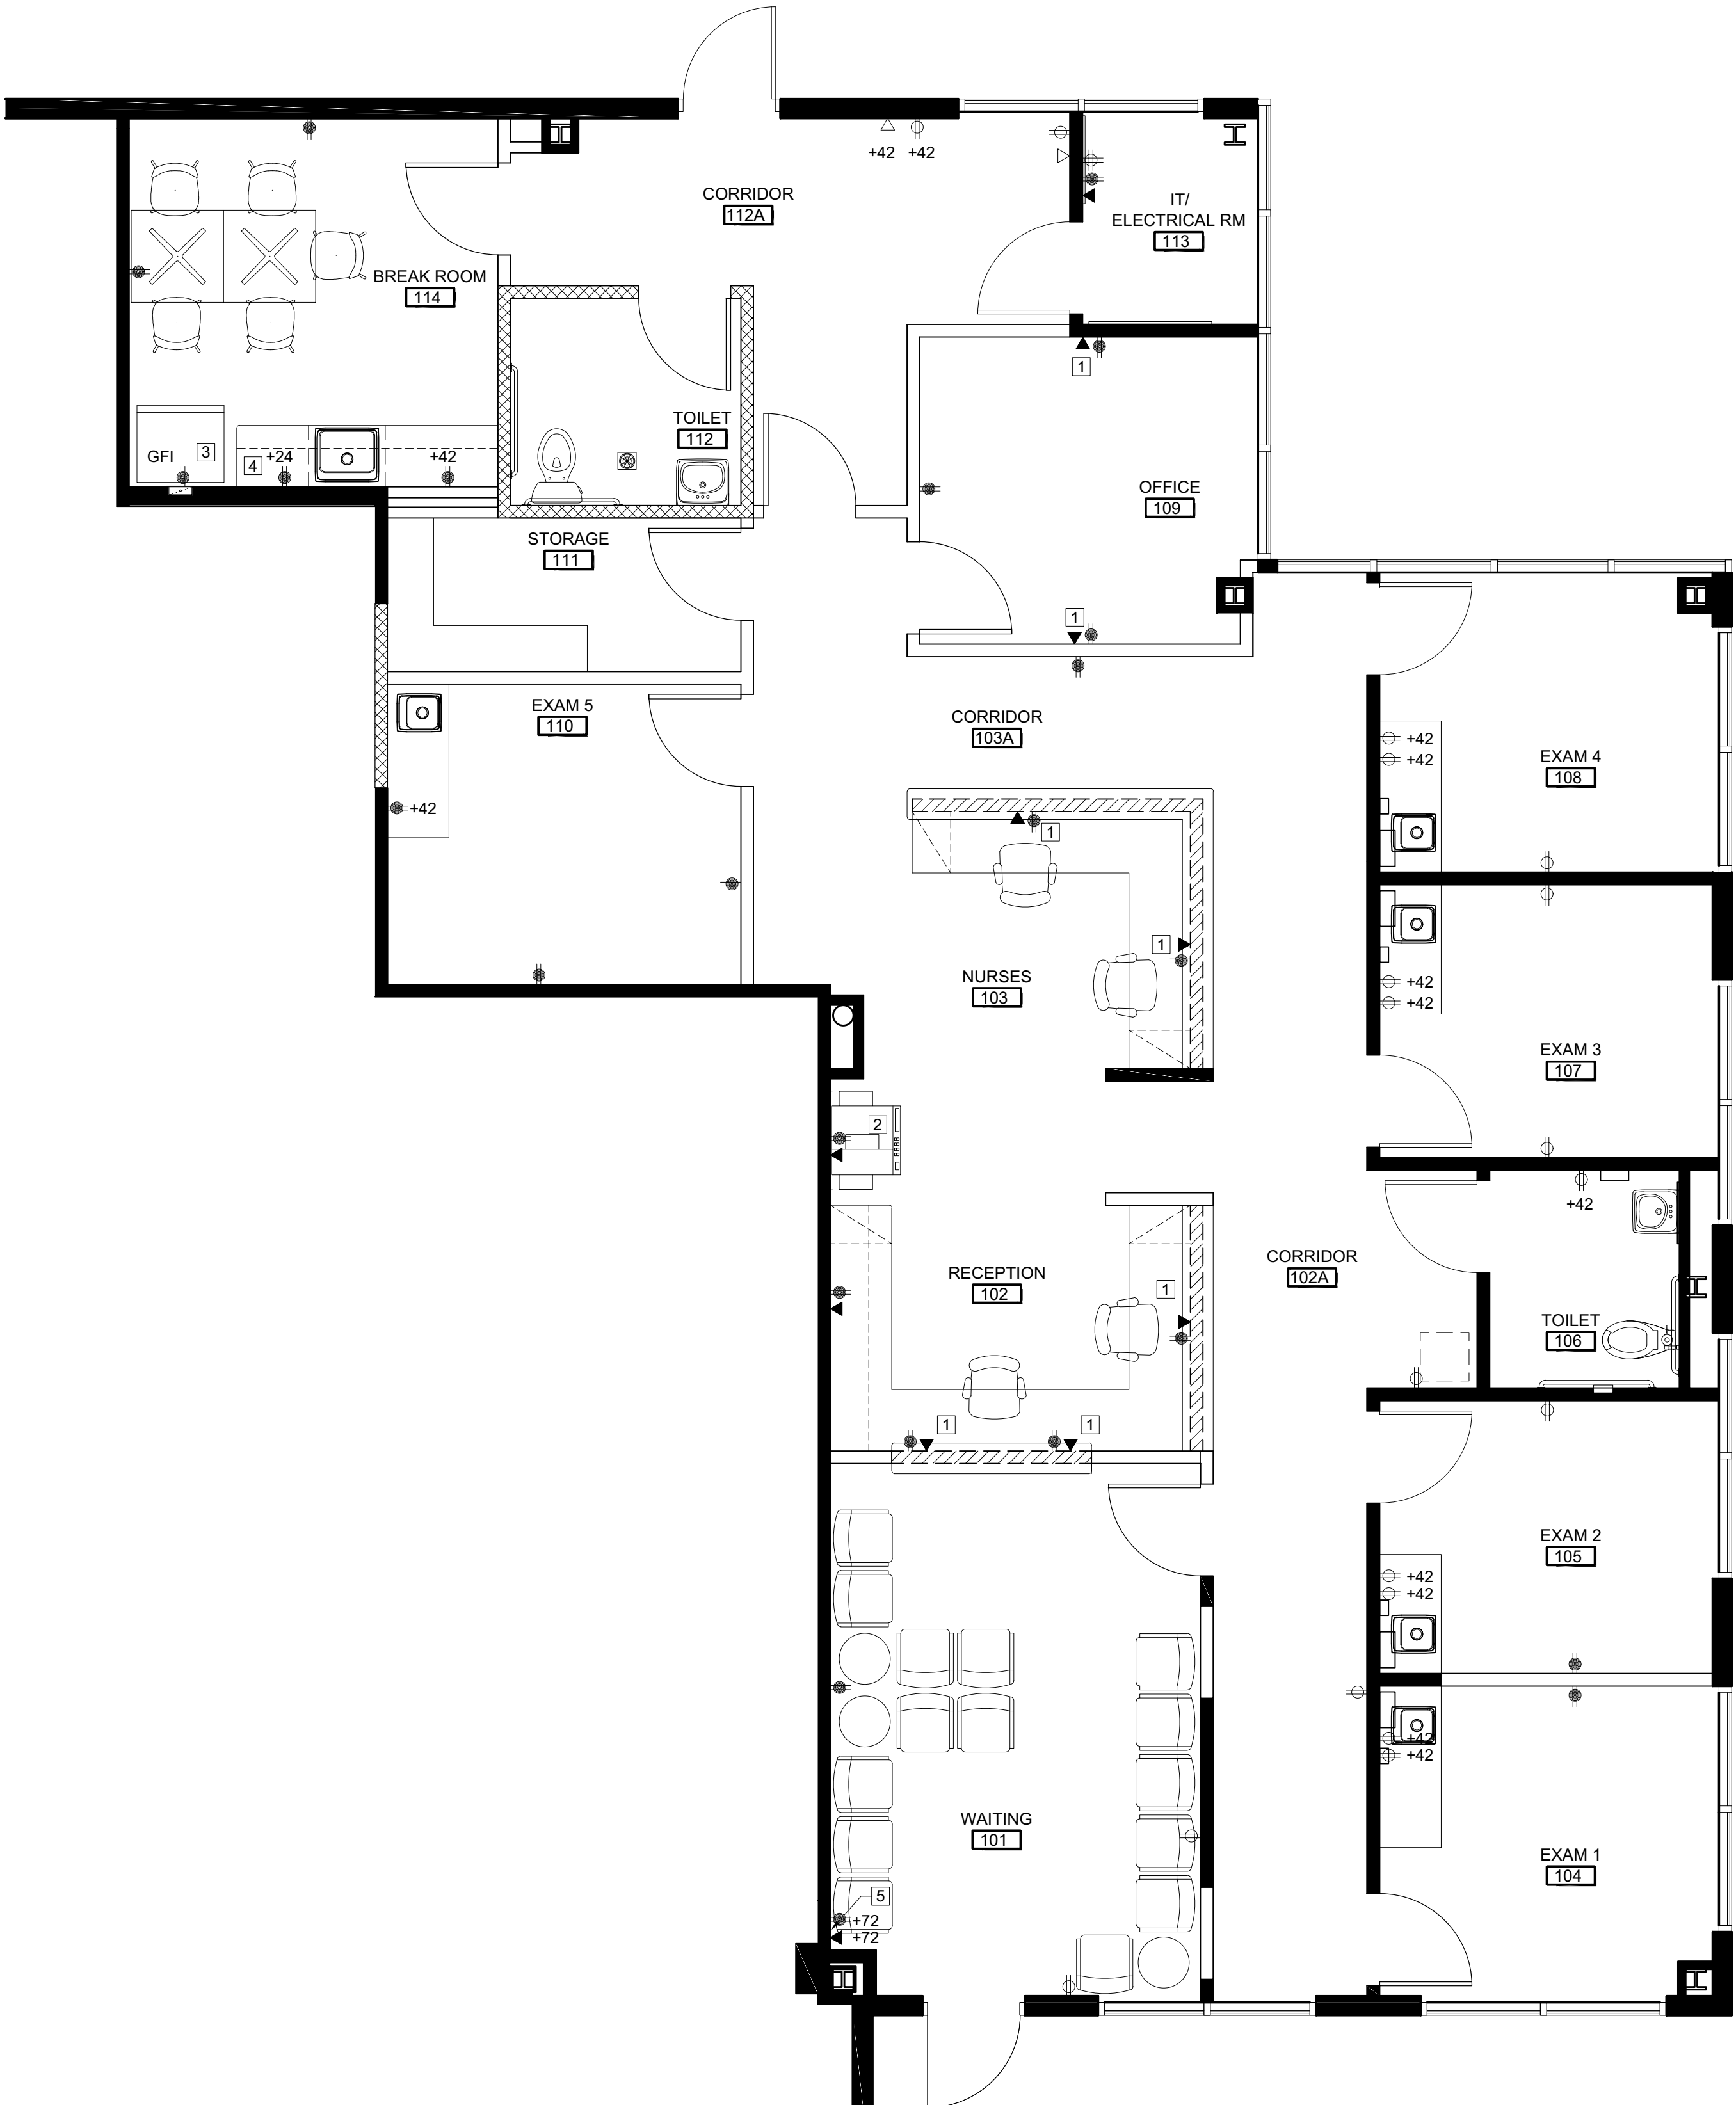 +42 +42
CORRIDOR
112A
IT/
ELECTRICAL RM
113
BREAK ROOM
114
1
TOILET
112
GFI
3
4
+24
+42
OFFICE
109
STORAGE
111
1
EXAM 5
110
CORRIDOR
103A
+42
+42
EXAM 4
108
+42
1
1
NURSES
103
+42
+42
EXAM 3
107
2
+42
CORRIDOR
102A
RECEPTION
102
1
TOILET
106
1
1
EXAM 2
105
+42
+42
+42
+42
WAITING
101
EXAM 1
104
5
+72
+72